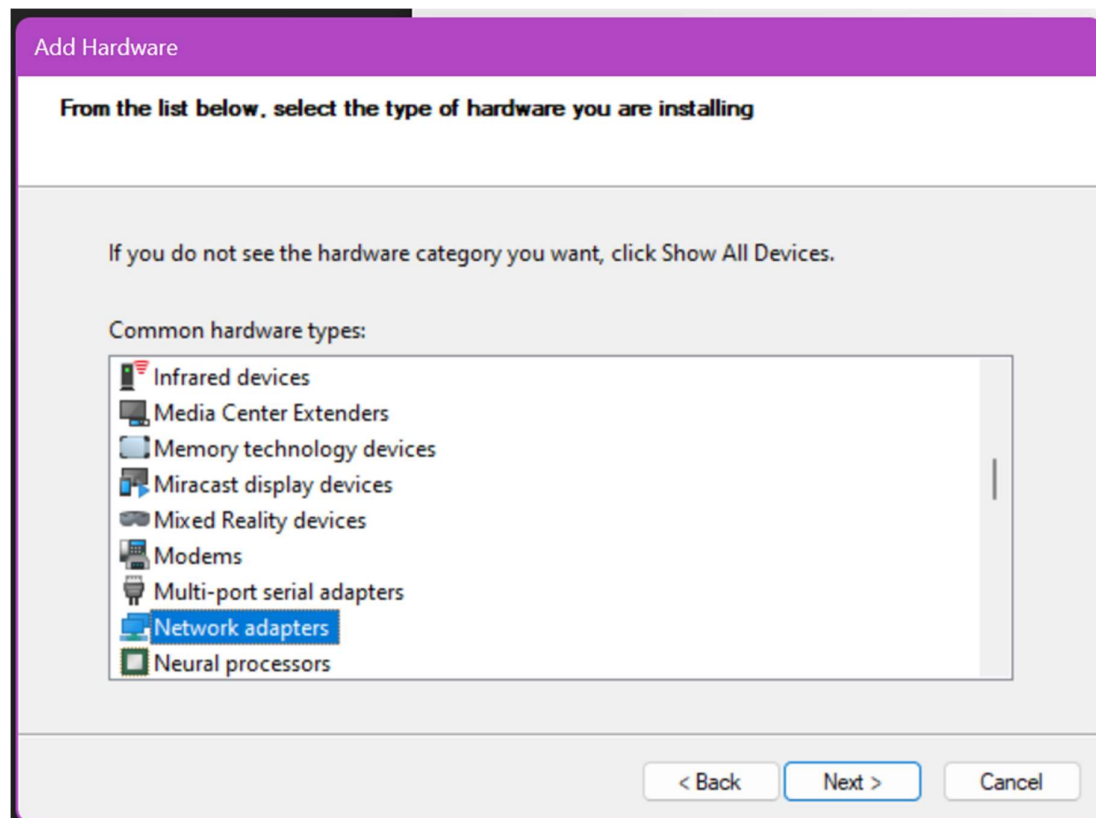 Add Hardware
From the list below, select the type of hardware you are installing
If you do not see the hardware category you want, click Show All Devices.
Common hardware types:
Infrared devices
Media Center Extenders
Memory technology devices
Miracast display devices
Mixed Reality devices
Modems
Multi-port serial adapters
Network adapters
Neural processors
< Back Next > Cancel